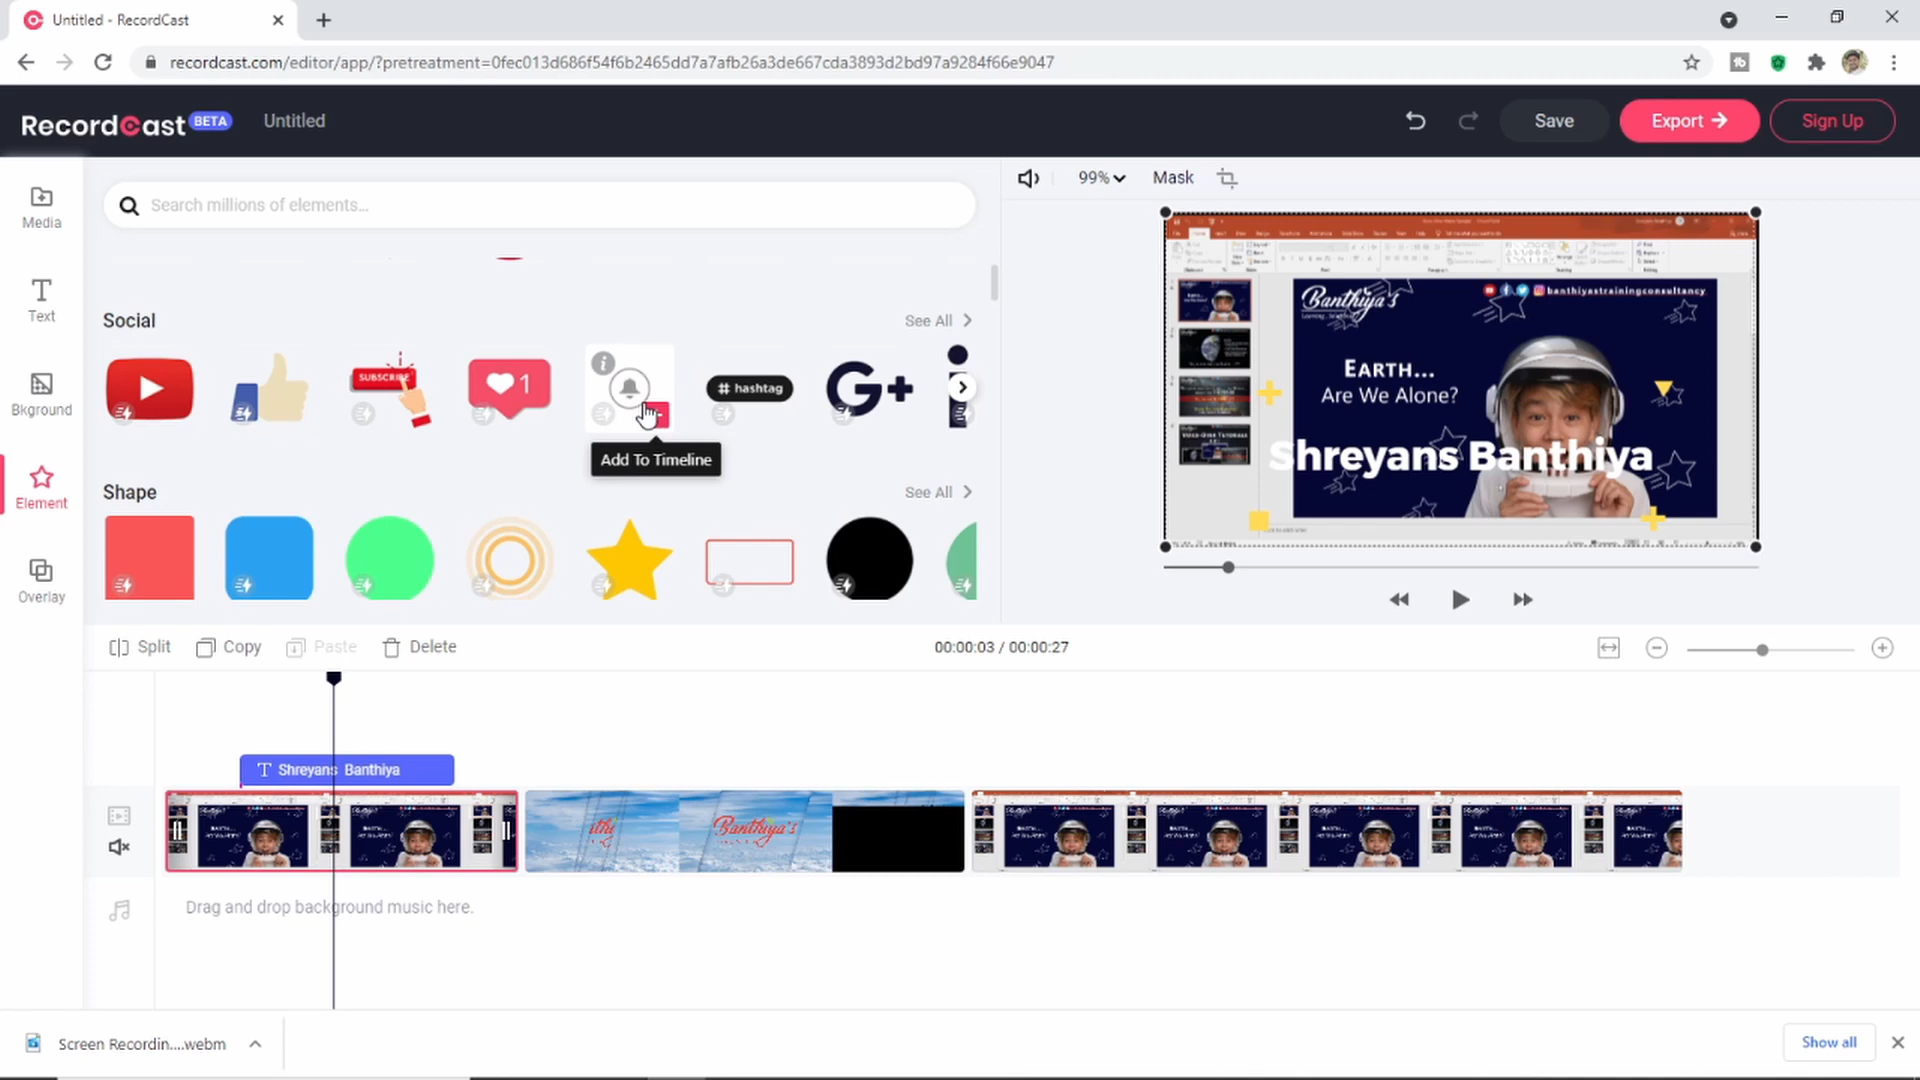 Untitled - RecordCast
recordcast.com/editor/app/?pretreatment=0fec013d686f54f6b2465dd7a7afb26a3de667cda3893d2bd97a9284f66e9047
RecordCast BETA
Untitled
Save
Export
Sign Up
Media
Text
Bkground
Element
Overlay
Search millions of elements...
Social
See All
SUBSCRIBE
1
# hashtag
G+
Add To Timeline
Shape
See All
99%
Mask
Banthiya's
banthiyastrainingconsultancy
Earth...
Are We Alone?
Shreyans Banthiya
Split
Copy
Paste
Delete
00:00:03 / 00:00:27
T Shreyans Banthiya
Banthiya's
Drag and drop background music here.
Screen Recordin....webm
Show all